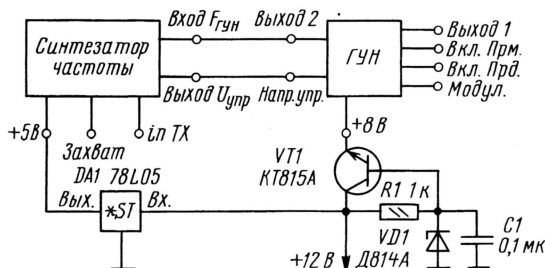 Вход Fгун Выход 2
Синтезатор
частоты
ГУН
Выход 1
Вкл. Прм.
Вкл. Прд.
Модул.
Выход Uупр Напр. упр.
+5В
Захват
in TX
+8 В
VT1
КТ815А
DA1 78L05
Вых.
*,ST
Вх.
R1 1к
C1
0,1 мк
VD1
Д814А
+12 В